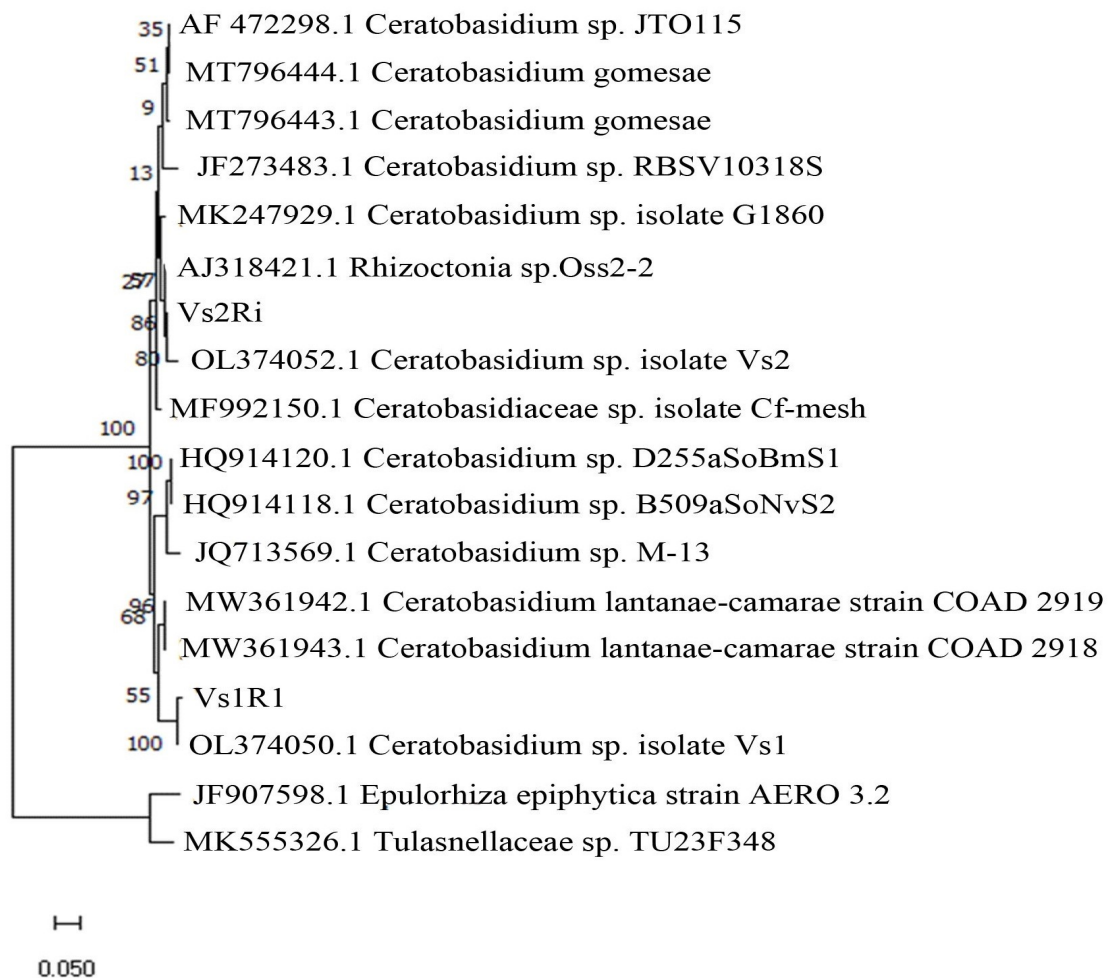 35 AF 472298.1 Ceratobasidium sp. JTO115
51 MT796444.1 Ceratobasidium gomesae
9 MT796443.1 Ceratobasidium gomesae
13 JF273483.1 Ceratobasidium sp. RBSV10318S
MK247929.1 Ceratobasidium sp. isolate G1860
AJ318421.1 Rhizoctonia sp.Oss2-2
57
Vs2Ri
86
80 OL374052.1 Ceratobasidium sp. isolate Vs2
MF992150.1 Ceratobasidiaceae sp. isolate Cf-mesh
100
100 HQ914120.1 Ceratobasidium sp. D255aSoBmS1
97 HQ914118.1 Ceratobasidium sp. B509aSoNvS2
JQ713569.1 Ceratobasidium sp. M-13
96 MW361942.1 Ceratobasidium lantanae-camarae strain COAD 2919
68
MW361943.1 Ceratobasidium lantanae-camarae strain COAD 2918
55 Vs1R1
100 OL374050.1 Ceratobasidium sp. isolate Vs1
JF907598.1 Epulorhiza epiphytica strain AERO 3.2
MK555326.1 Tulasnellaceae sp. TU23F348
0.050